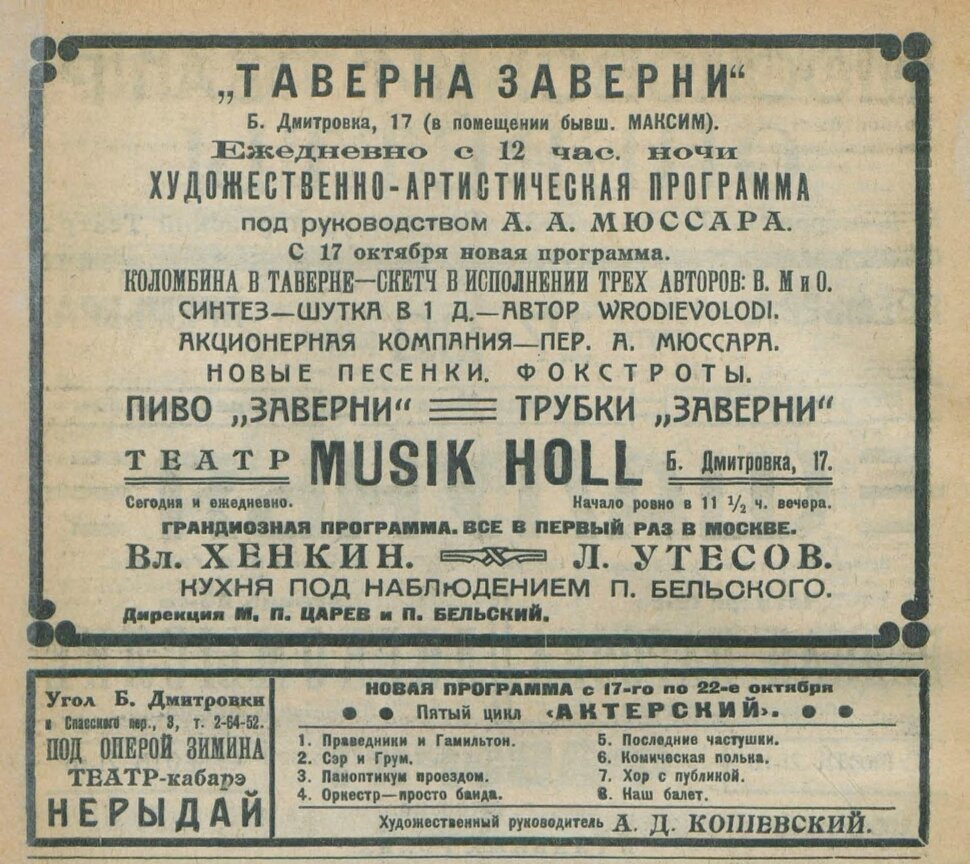 „ТАВЕРНА ЗАВЕРНИ“
Б. Дмитровка, 17 (в помещении бывш. МАКСИМ).
Ежедневно с 12 час. ночи
ХУДОЖЕСТВЕННО-АРТИСТИЧЕСКАЯ ПРОГРАММА
под руководством А. А. МЮССАРА.
С 17 октября новая программа.
КОЛОМБИНА В ТАВЕРНЕ—СКЕТЧ В ИСПОЛНЕНИИ ТРЕХ АВТОРОВ: В. М и О.
СИНТЕЗ—ШУТКА В 1 Д.—АВТОР WRODIEVOLODI.
АКЦИОНЕРНАЯ КОМПАНИЯ—ПЕР. А. МЮССАРА.
НОВЫЕ ПЕСЕНКИ. ФОКСТРОТЫ.
ПИВО „ЗАВЕРНИ“ ТРУБКИ „ЗАВЕРНИ“
ТЕАТР MUSIK HOLL Б. Дмитровка, 17.
Сегодня и ежедневно. Начало ровно в 11 ½ ч. вечера.
ГРАНДИОЗНАЯ ПРОГРАММА. ВСЕ В ПЕРВЫЙ РАЗ В МОСКВЕ.
Вл. ХЕНКИН. Л. УТЕСОВ.
КУХНЯ ПОД НАБЛЮДЕНИЕМ П. БЕЛЬСКОГО.
Дирекция М. П. ЦАРЕВ и П. БЕЛЬСКИЙ.
Угол Б. Дмитровки
и Спасского пер., 3, т. 2-64-52.
ПОД ОПЕРОЙ ЗИМИНА
ТЕАТР-кабарэ
НЕРЫДАЙ
НОВАЯ ПРОГРАММА с 17-го по 22-е октября
Пятый цикл «АКТЕРСКИЙ».
1. Праведники и Гамильтон.
2. Сэр и Грум.
3. Паноптикум проездом.
4. Оркестр—просто банда.
5. Последние частушки.
6. Комическая полька.
7. Хор с публикой.
8. Наш балет.
Художественный руководитель А. Д. КОШЕВСКИЙ.